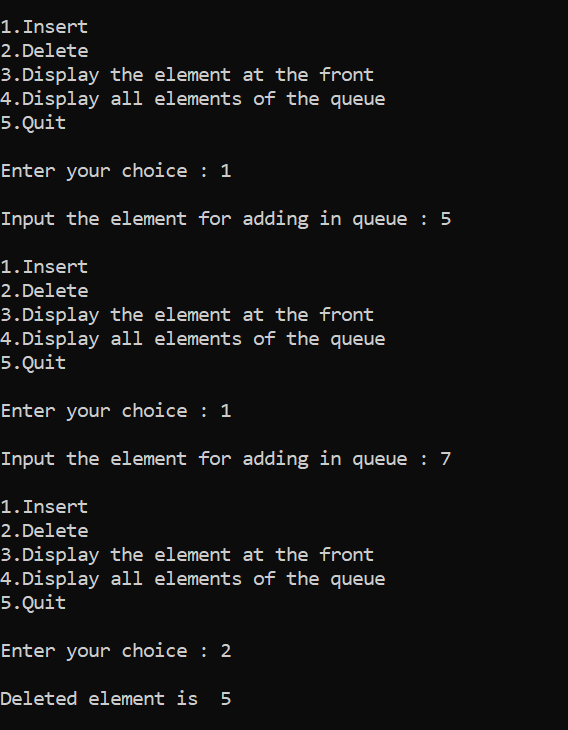 1.Insert
2.Delete
3.Display the element at the front
4.Display all elements of the queue
5.Quit
Enter your choice : 1
Input the element for adding in queue : 5
1.Insert
2.Delete
3.Display the element at the front
4.Display all elements of the queue
5.Quit
Enter your choice : 1
Input the element for adding in queue : 7
1.Insert
2.Delete
3.Display the element at the front
4.Display all elements of the queue
5.Quit
Enter your choice : 2
Deleted element is  5